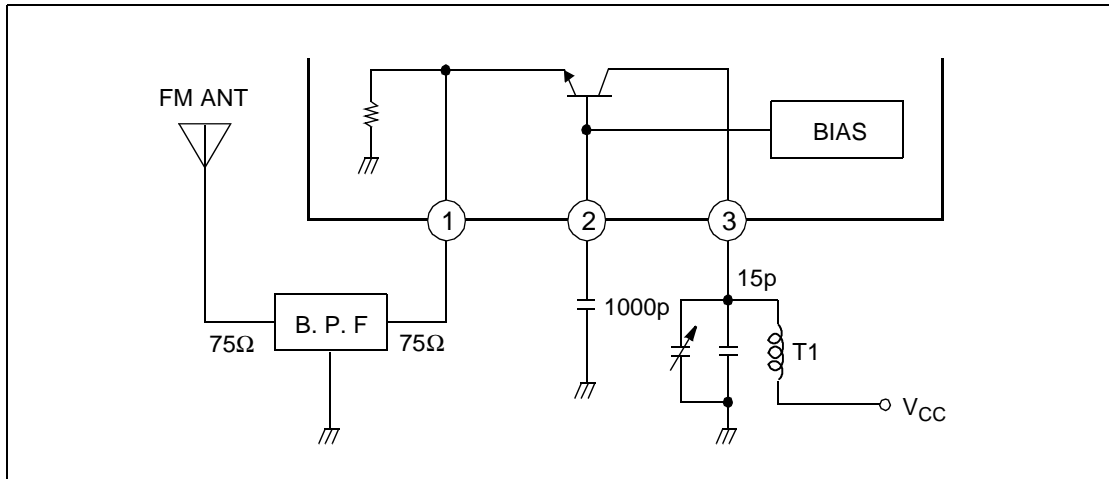 FM ANT
BIAS
1
2
3
15p
1000p
B. P. F
75Ω
75Ω
T1
VCC